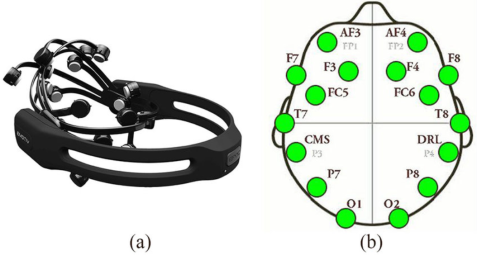 AF3 AF4
FP1 FP2
F7 F8
F3 F4
FC5 FC6
T7 T8
CMS DRL
P3 P4
P7 P8
O1 O2
(a) (b)